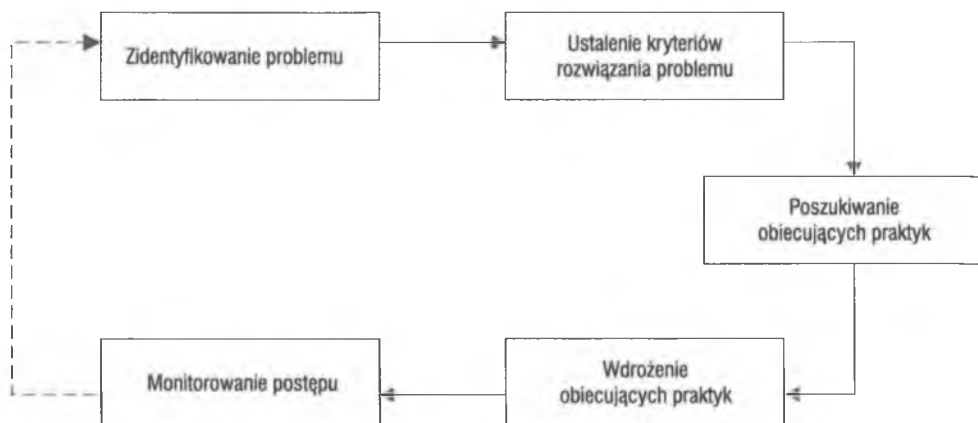 Zidentyfikowanie problemu
Ustalenie kryteriów
rozwiązania problemu
Poszukiwanie
obiecujących praktyk
Wdrożenie
obiecujących praktyk
Monitorowanie postępu